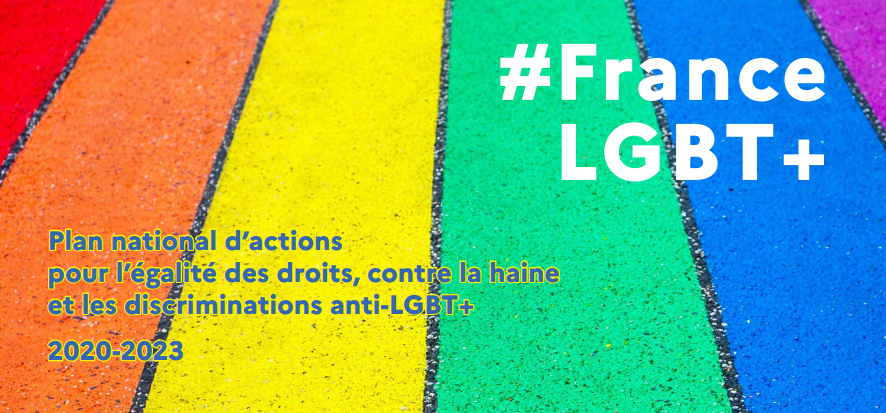 #France
LGBT+
Plan national d’actions
pour l’égalité des droits, contre la haine
et les discriminations anti-LGBT+
2020-2023